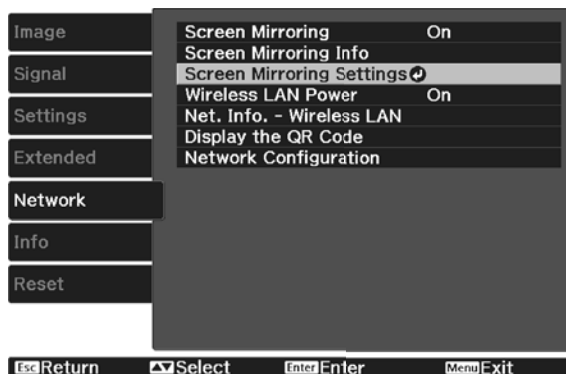 Image
Signal
Settings
Extended
Network
Info
Reset
Screen Mirroring On
Screen Mirroring Info
Screen Mirroring Settings
Wireless LAN Power On
Net. Info. - Wireless LAN
Display the QR Code
Network Configuration
Esc Return Select Enter Enter Menu Exit